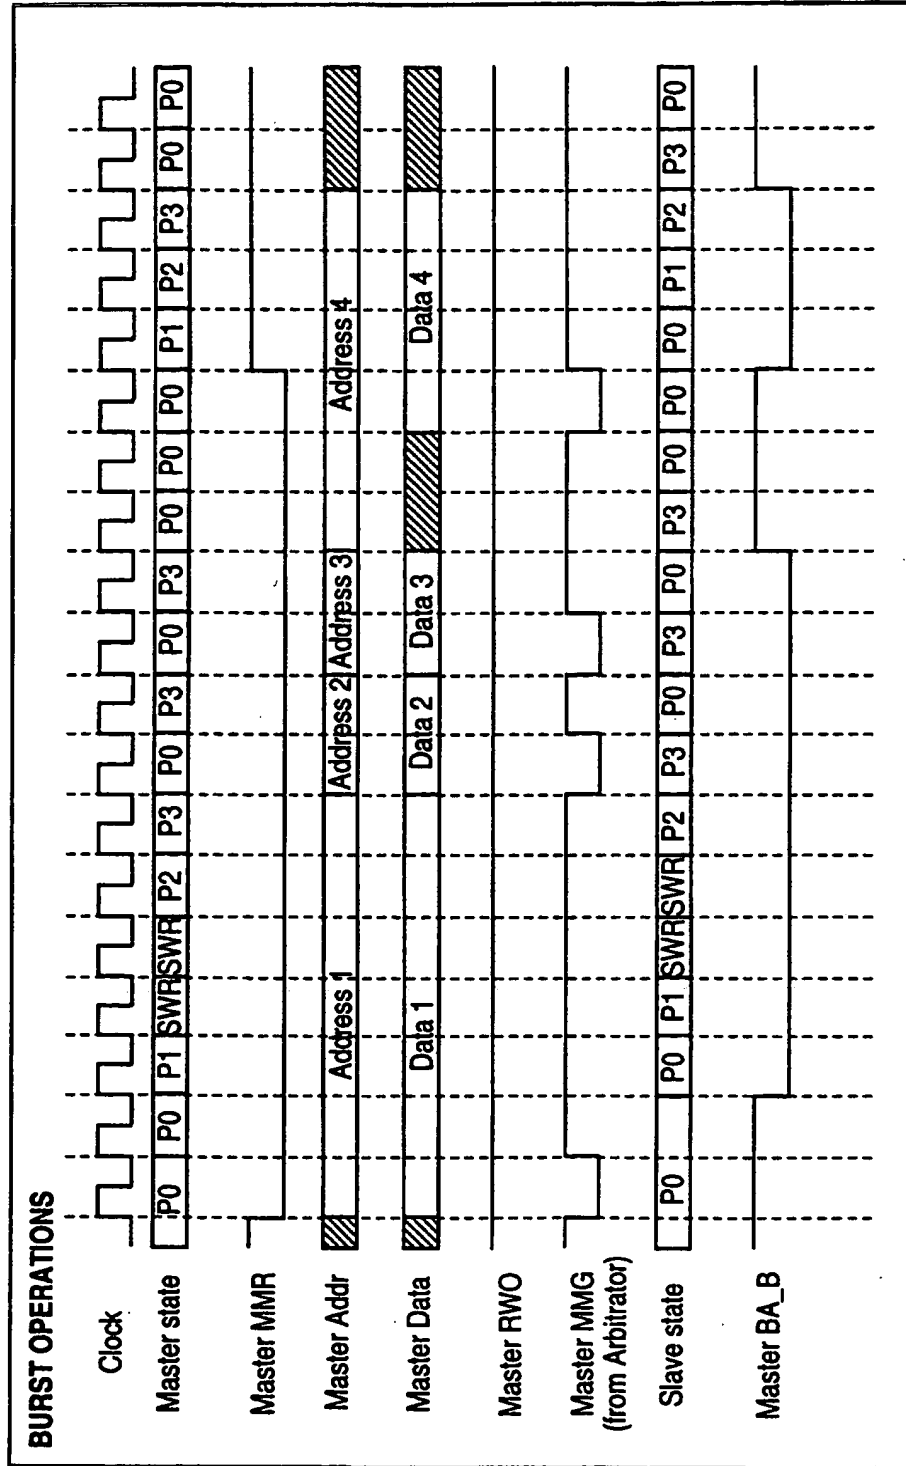 BURST OPERATIONS
Clock
Master state P0 P0 P1 SWR SWR P2 P3 P0 P3 P0 P3 P0 P0 P0 P1 P2 P3 P0 P0
Master MMR
Master Addr Address 1 Address 2 Address 3 Address 4
Master Data Data 1 Data 2 Data 3 Data 4
Master RWO
Master MMG
(from Arbitrator)
Slave state P0 P0 P1 SWR SWR P2 P3 P0 P3 P0 P3 P0 P0 P0 P1 P2 P3 P0
Master BA_B